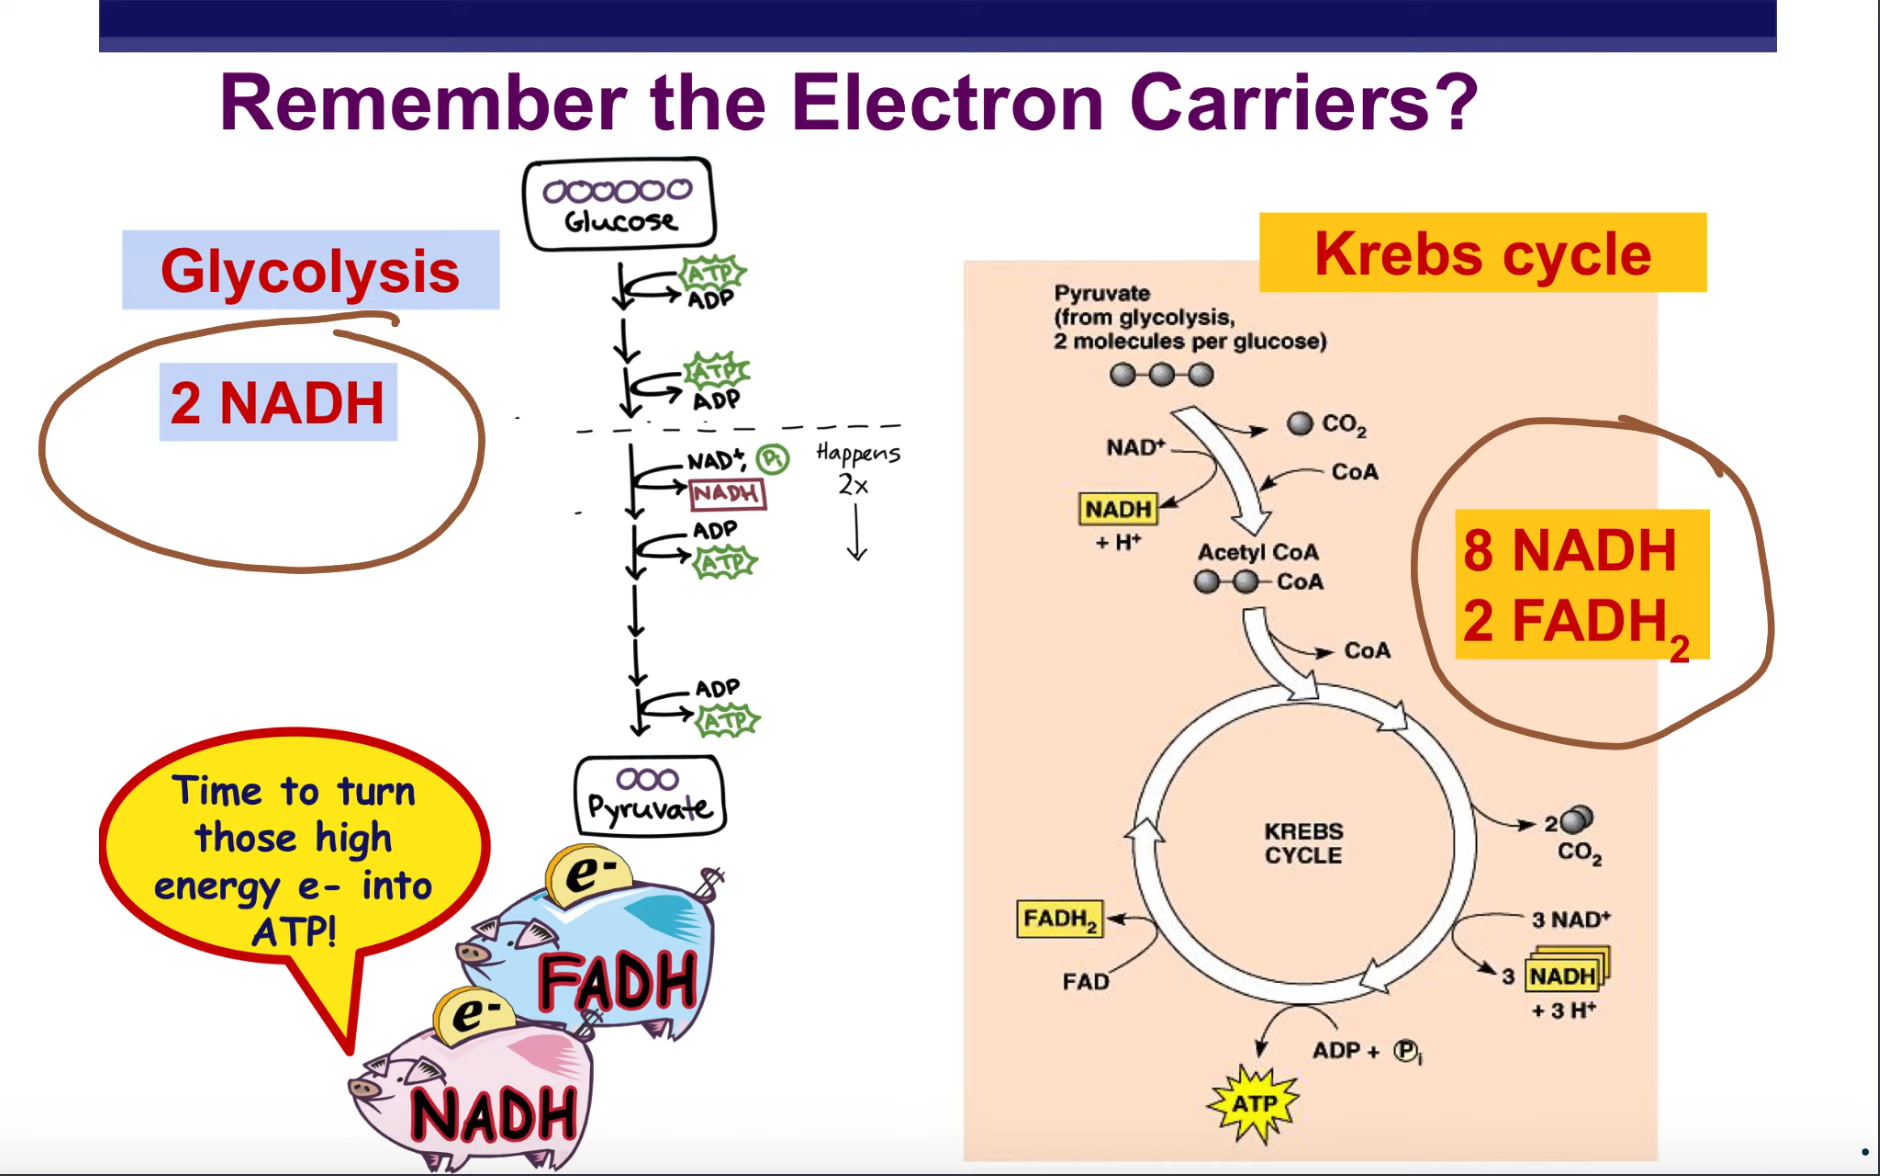 Remember the Electron Carriers?
Glycolysis
2 NADH
Glucose
ATP
ADP
ATP
ADP
NAD+, Pi
NADH
Happens
2x
ADP
ATP
ADP
ATP
Pyruvate
Time to turn
those high
energy e- into
ATP!
e-
FADH
e-
NADH
Krebs cycle
Pyruvate
(from glycolysis,
2 molecules per glucose)
CO₂
NAD⁺
CoA
NADH
+ H⁺
Acetyl CoA
CoA
CoA
8 NADH
2 FADH₂
KREBS
CYCLE
2
CO₂
3 NAD⁺
3 NADH
+ 3 H⁺
FADH₂
FAD
ADP + Pi
ATP